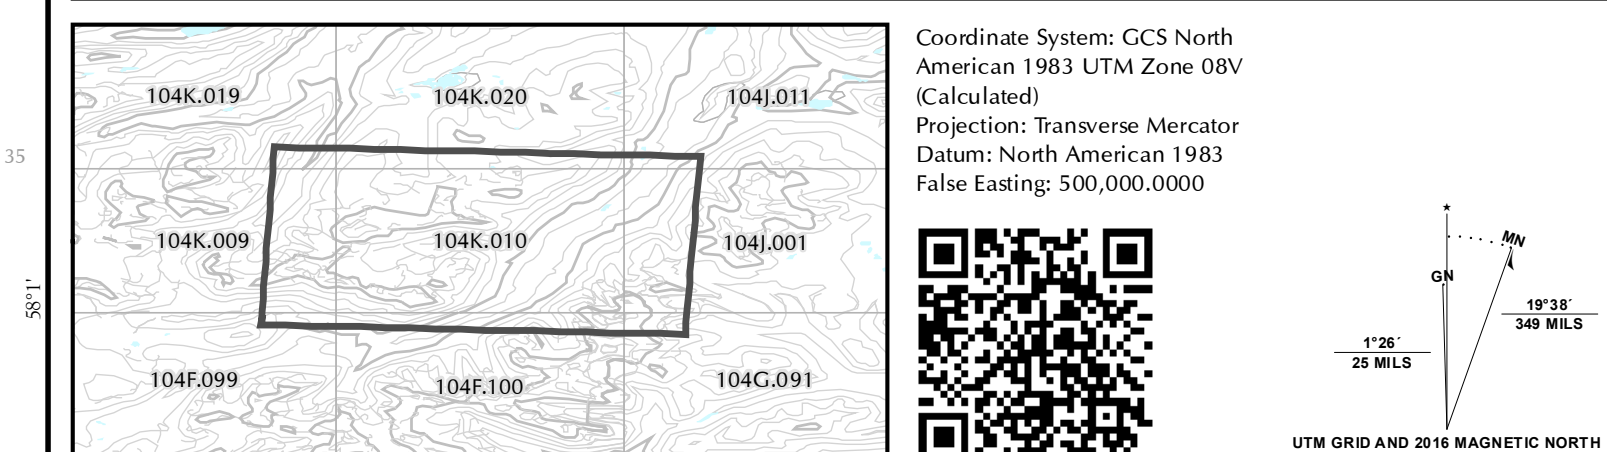 35
58°1'
104K.019
104K.020
104J.011
104K.009
104K.010
104J.001
104F.099
104F.100
104G.091
Coordinate System: GCS North
American 1983 UTM Zone 08V
(Calculated)
Projection: Transverse Mercator
Datum: North American 1983
False Easting: 500,000.0000
MN
GN
19°38´
349 MILS
1°26´
25 MILS
UTM GRID AND 2016 MAGNETIC NORTH